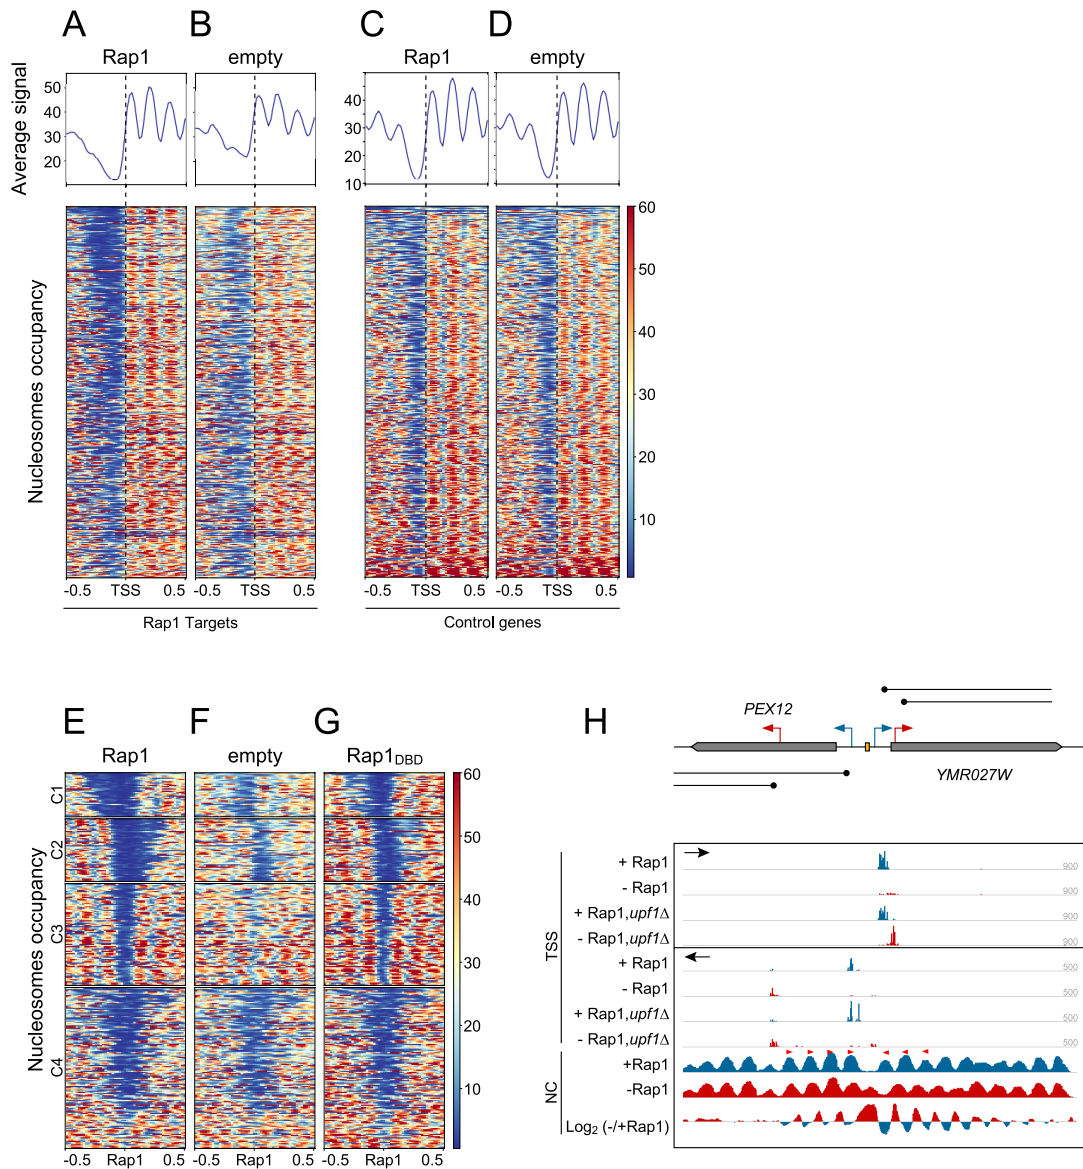 A
B
C
D
Rap1
empty
Rap1
empty
Average signal
50
40
30
20
40
30
20
10
Nucleosomes occupancy
60
50
40
30
20
10
-0.5 TSS 0.5
-0.5 TSS 0.5
-0.5 TSS 0.5
-0.5 TSS 0.5
Rap1 Targets
Control genes
E
F
G
H
Rap1
empty
Rap1DBD
Nucleosomes occupancy
C1
C2
C3
C4
60
50
40
30
20
10
-0.5 Rap1 0.5
-0.5 Rap1 0.5
-0.5 Rap1 0.5
PEX12
YMR027W
TSS
+ Rap1
900
- Rap1
900
+ Rap1,upf1Δ
900
- Rap1,upf1Δ
900
+ Rap1
500
- Rap1
500
+ Rap1,upf1Δ
500
- Rap1,upf1Δ
500
NC
+Rap1
-Rap1
Log2 (-/+Rap1)